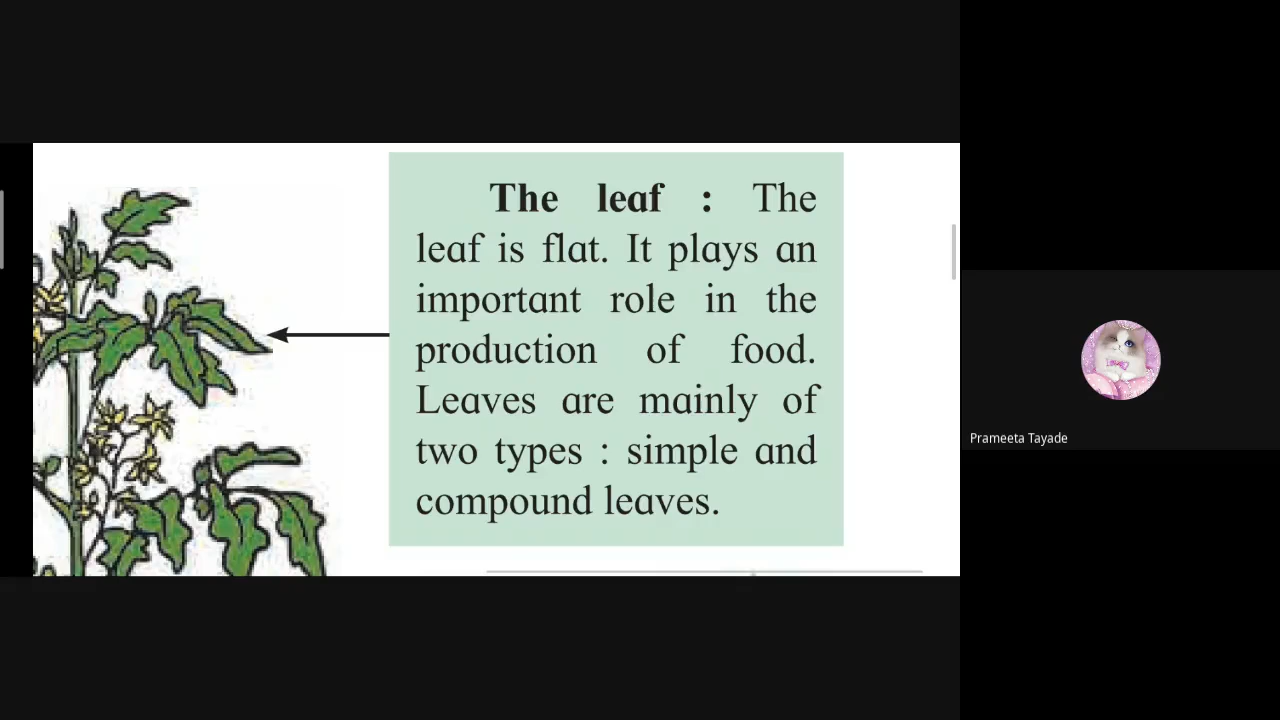 The leaf : The
leaf is flat. It plays an
important role in the
production of food.
Leaves are mainly of
two types : simple and
compound leaves.
Prameeta Tayade